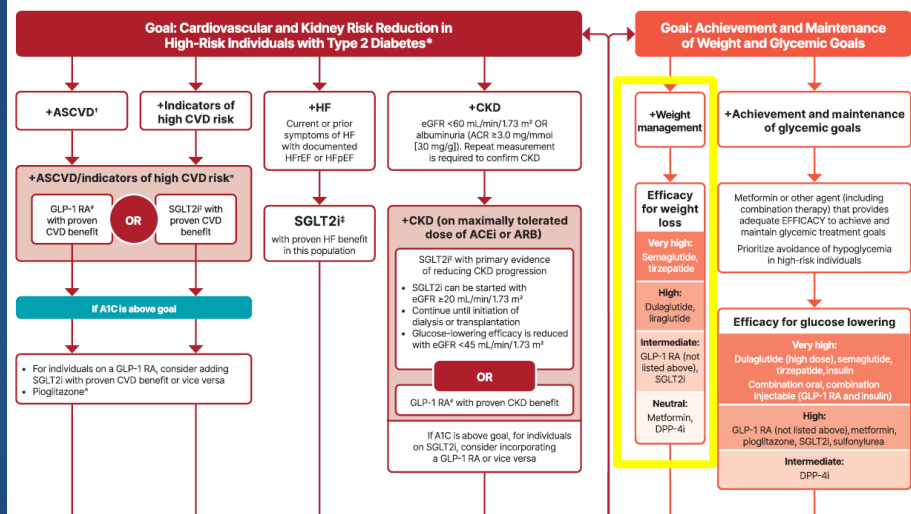 Goal: Cardiovascular and Kidney Risk Reduction in
High-Risk Individuals with Type 2 Diabetes*
Goal: Achievement and Maintenance
of Weight and Glycemic Goals
+ASCVD†
+Indicators of
high CVD risk
+HF
Current or prior
symptoms of HF
with documented
HFrEF or HFpEF
+CKD
eGFR <60 mL/min/1.73 m² OR
albuminuria (ACR ≥3.0 mg/mmol
[30 mg/g]). Repeat measurement
is required to confirm CKD
+Weight
management
+Achievement and maintenance
of glycemic goals
+ASCVD/indicators of high CVD risk¤
GLP-1 RA#
with proven
CVD benefit
OR
SGLT2i‡ with
proven CVD
benefit
SGLT2i‡
with proven HF benefit
in this population
+CKD (on maximally tolerated
dose of ACEi or ARB)
SGLT2i‡ with primary evidence
of reducing CKD progression
• SGLT2i can be started with
eGFR ≥20 mL/min/1.73 m²
• Continue until initiation of
dialysis or transplantation
• Glucose-lowering efficacy is reduced
with eGFR <45 mL/min/1.73 m²
OR
GLP-1 RA# with proven CKD benefit
If A1C is above goal, for individuals
on SGLT2i, consider incorporating
a GLP-1 RA or vice versa
If A1C is above goal
• For individuals on a GLP-1 RA, consider adding
SGLT2i with proven CVD benefit or vice versa
• Pioglitazone^
Efficacy
for weight
loss
Very high:
Semaglutide,
tirzepatide
High:
Dulaglutide,
liraglutide
Intermediate:
GLP-1 RA (not
listed above),
SGLT2i
Neutral:
Metformin,
DPP-4i
Metformin or other agent (including
combination therapy) that provides
adequate EFFICACY to achieve and
maintain glycemic treatment goals
Prioritize avoidance of hypoglycemia
in high-risk individuals
Efficacy for glucose lowering
Very high:
Dulaglutide (high dose), semaglutide,
tirzepatide, insulin
Combination oral, combination
injectable (GLP-1 RA and insulin)
High:
GLP-1 RA (not listed above), metformin,
pioglitazone, SGLT2i, sulfonylurea
Intermediate:
DPP-4i